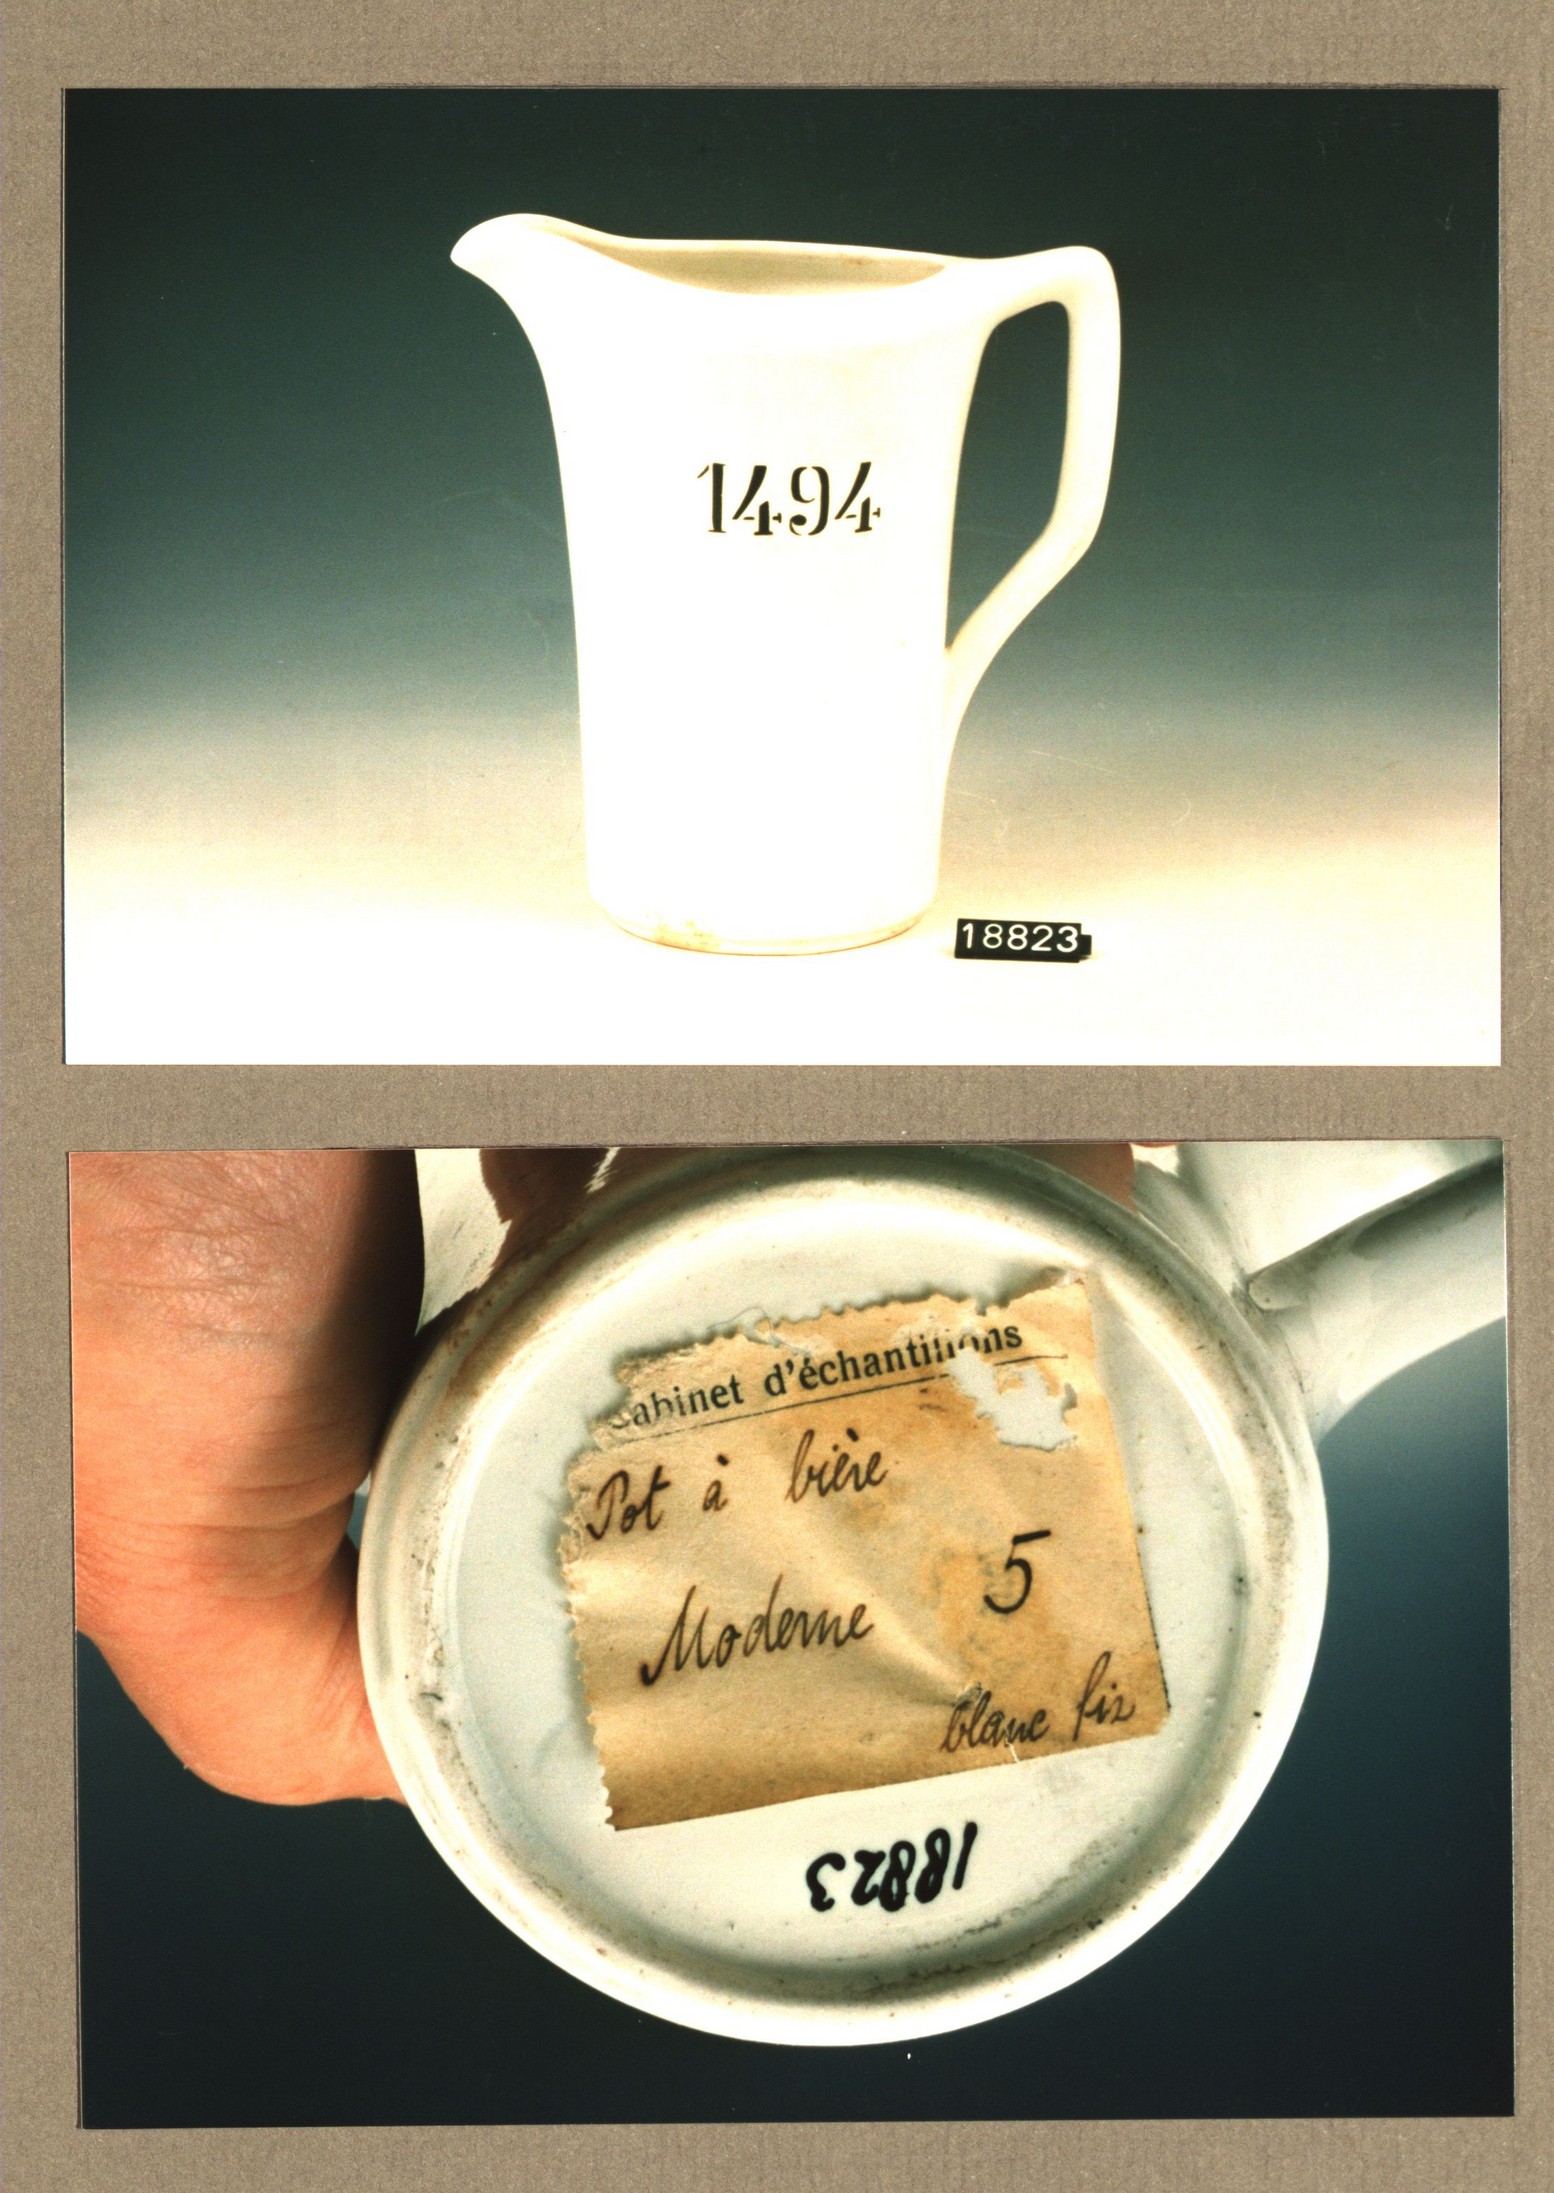 1494
18823
abinet d'échantillons
Pot à bière
5
Moderne
blanc fix
18823